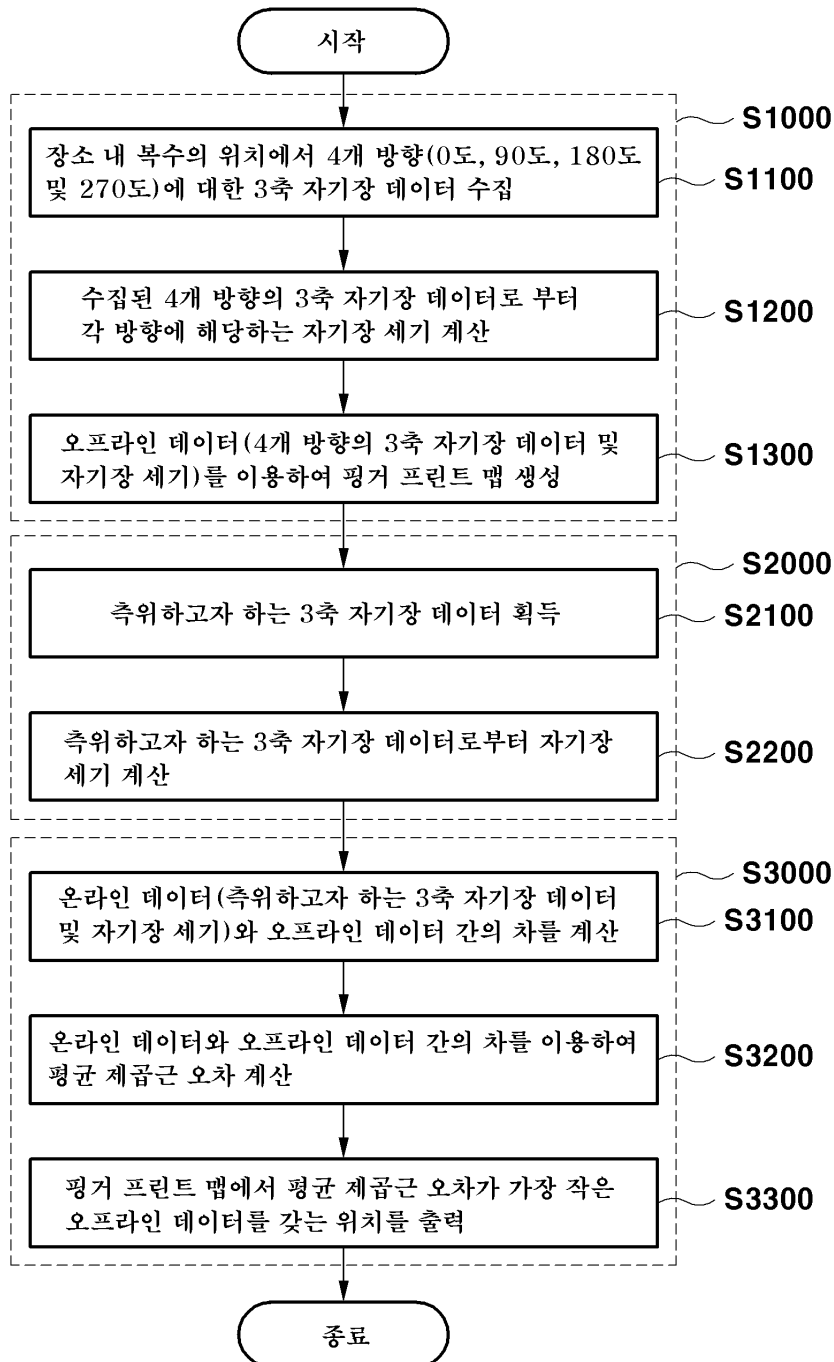 시작
S1000
장소 내 복수의 위치에서 4개 방향(0도, 90도, 180도
및 270도)에 대한 3축 자기장 데이터 수집
S1100
수집된 4개 방향의 3축 자기장 데이터로 부터
각 방향에 해당하는 자기장 세기 계산
S1200
오프라인 데이터(4개 방향의 3축 자기장 데이터 및
자기장 세기)를 이용하여 핑거 프린트 맵 생성
S1300
S2000
측위하고자 하는 3축 자기장 데이터 획득
S2100
측위하고자 하는 3축 자기장 데이터로부터 자기장
세기 계산
S2200
S3000
온라인 데이터(측위하고자 하는 3축 자기장 데이터
및 자기장 세기)와 오프라인 데이터 간의 차를 계산
S3100
온라인 데이터와 오프라인 데이터 간의 차를 이용하여
평균 제곱근 오차 계산
S3200
핑거 프린트 맵에서 평균 제곱근 오차가 가장 작은
오프라인 데이터를 갖는 위치를 출력
S3300
종료